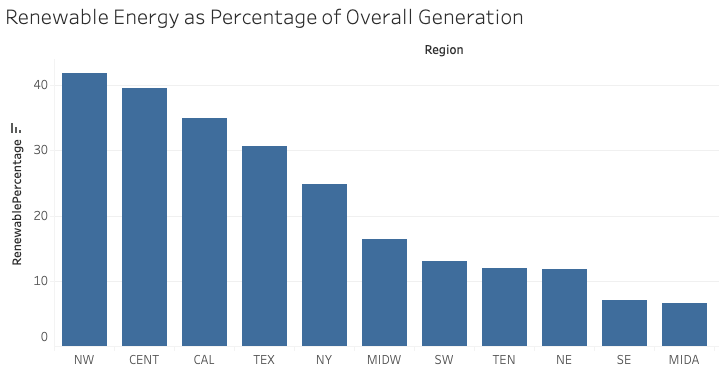 Renewable Energy as Percentage of Overall Generation
Region
RenewablePercentage
40
30
20
10
0
NW CENT CAL TEX NY MIDW SW TEN NE SE MIDA